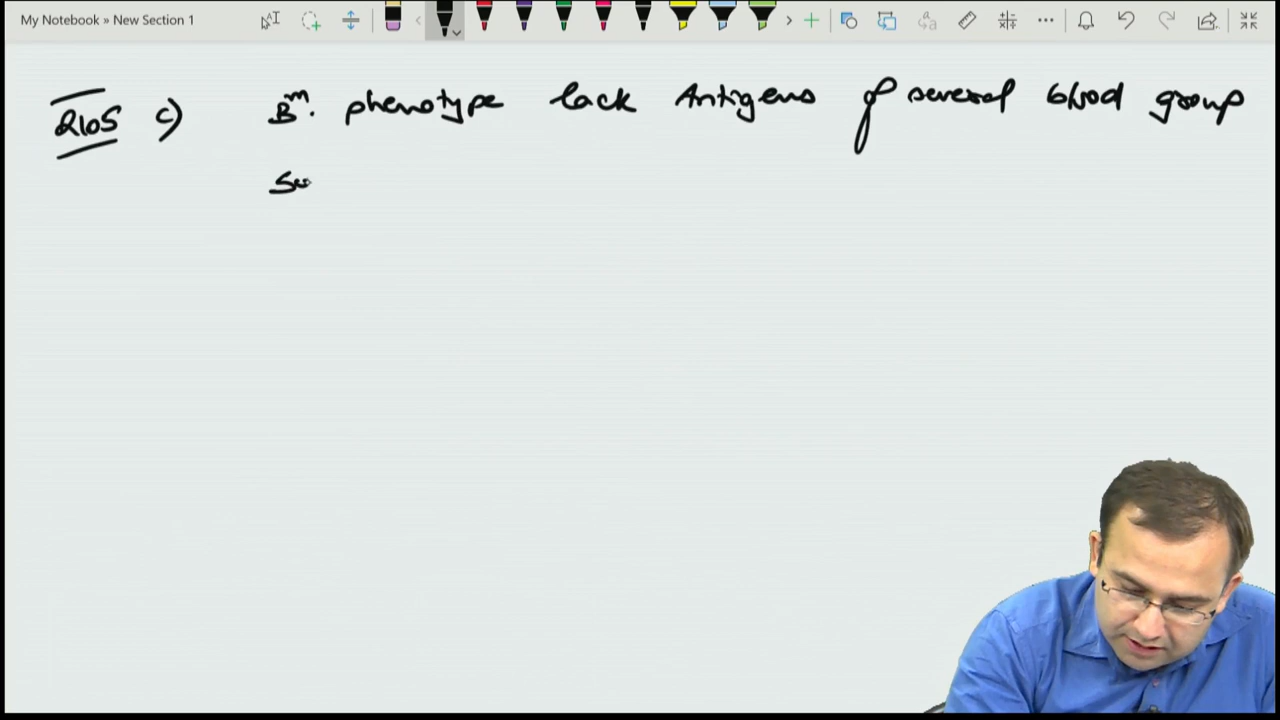 My Notebook » New Section 1
Q105 c) Bm. phenotype lack Antigens of several blood group